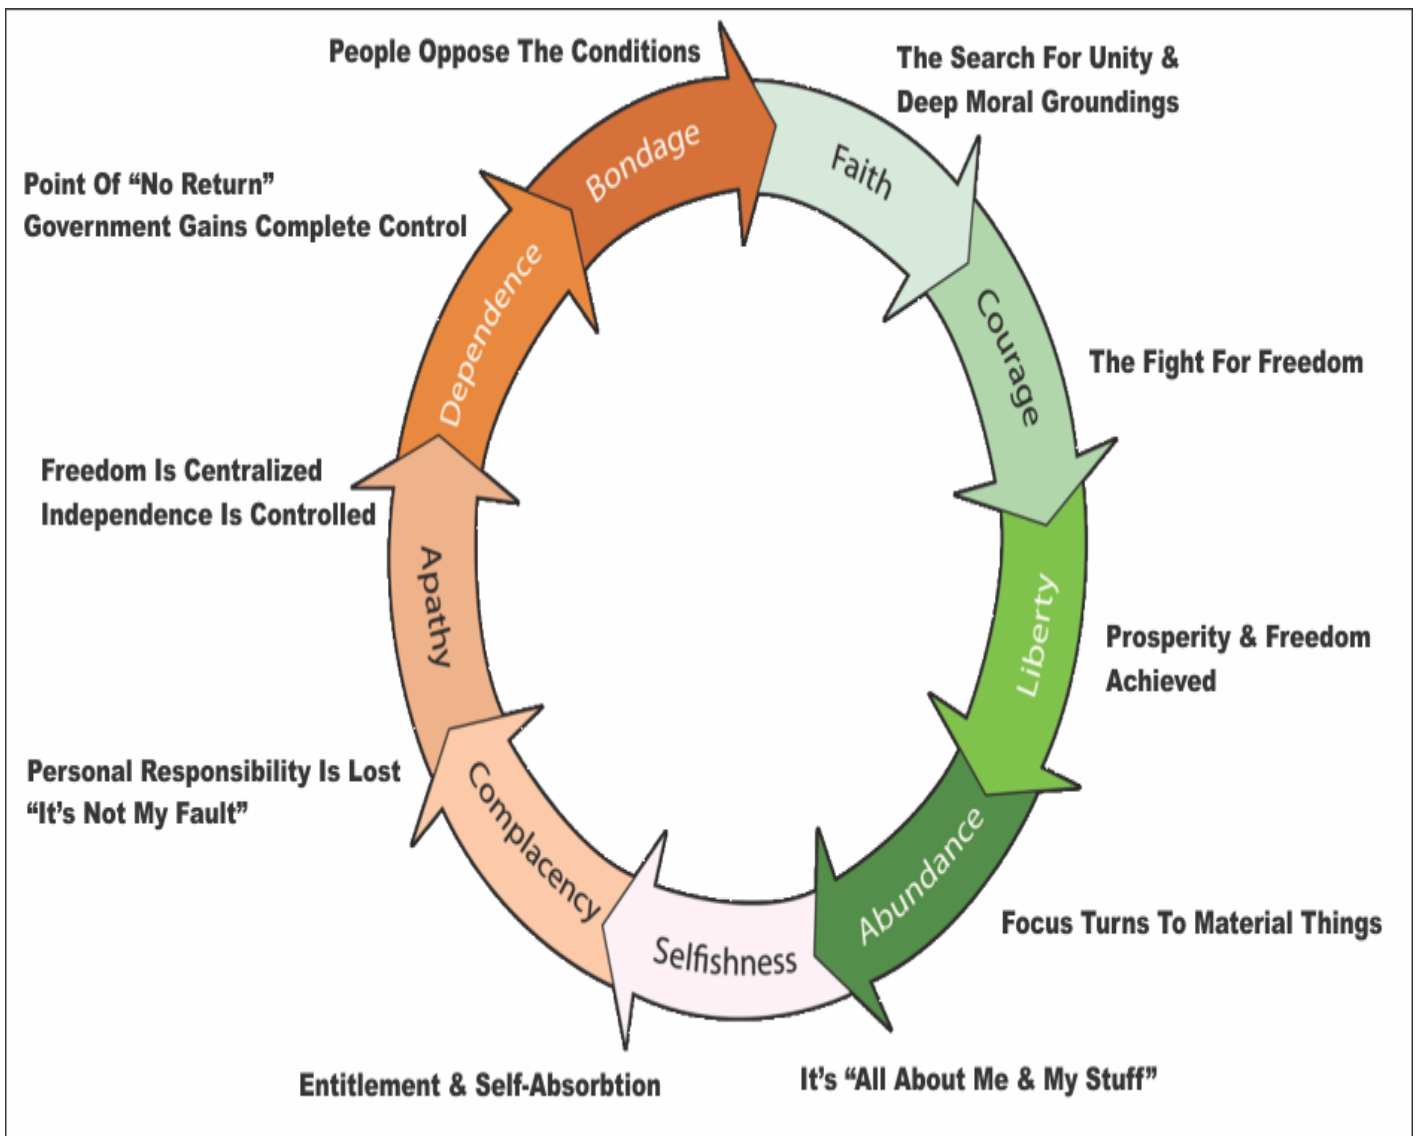 People Oppose The Conditions
The Search For Unity &
Deep Moral Groundings
Bondage
Faith
Point Of “No Return”
Government Gains Complete Control
Dependence
Courage
The Fight For Freedom
Freedom Is Centralized
Independence Is Controlled
Apathy
Liberty
Prosperity & Freedom
Achieved
Personal Responsibility Is Lost
“It’s Not My Fault”
Complacency
Abundance
Focus Turns To Material Things
Selfishness
Entitlement & Self-Absorbtion
It’s “All About Me & My Stuff”